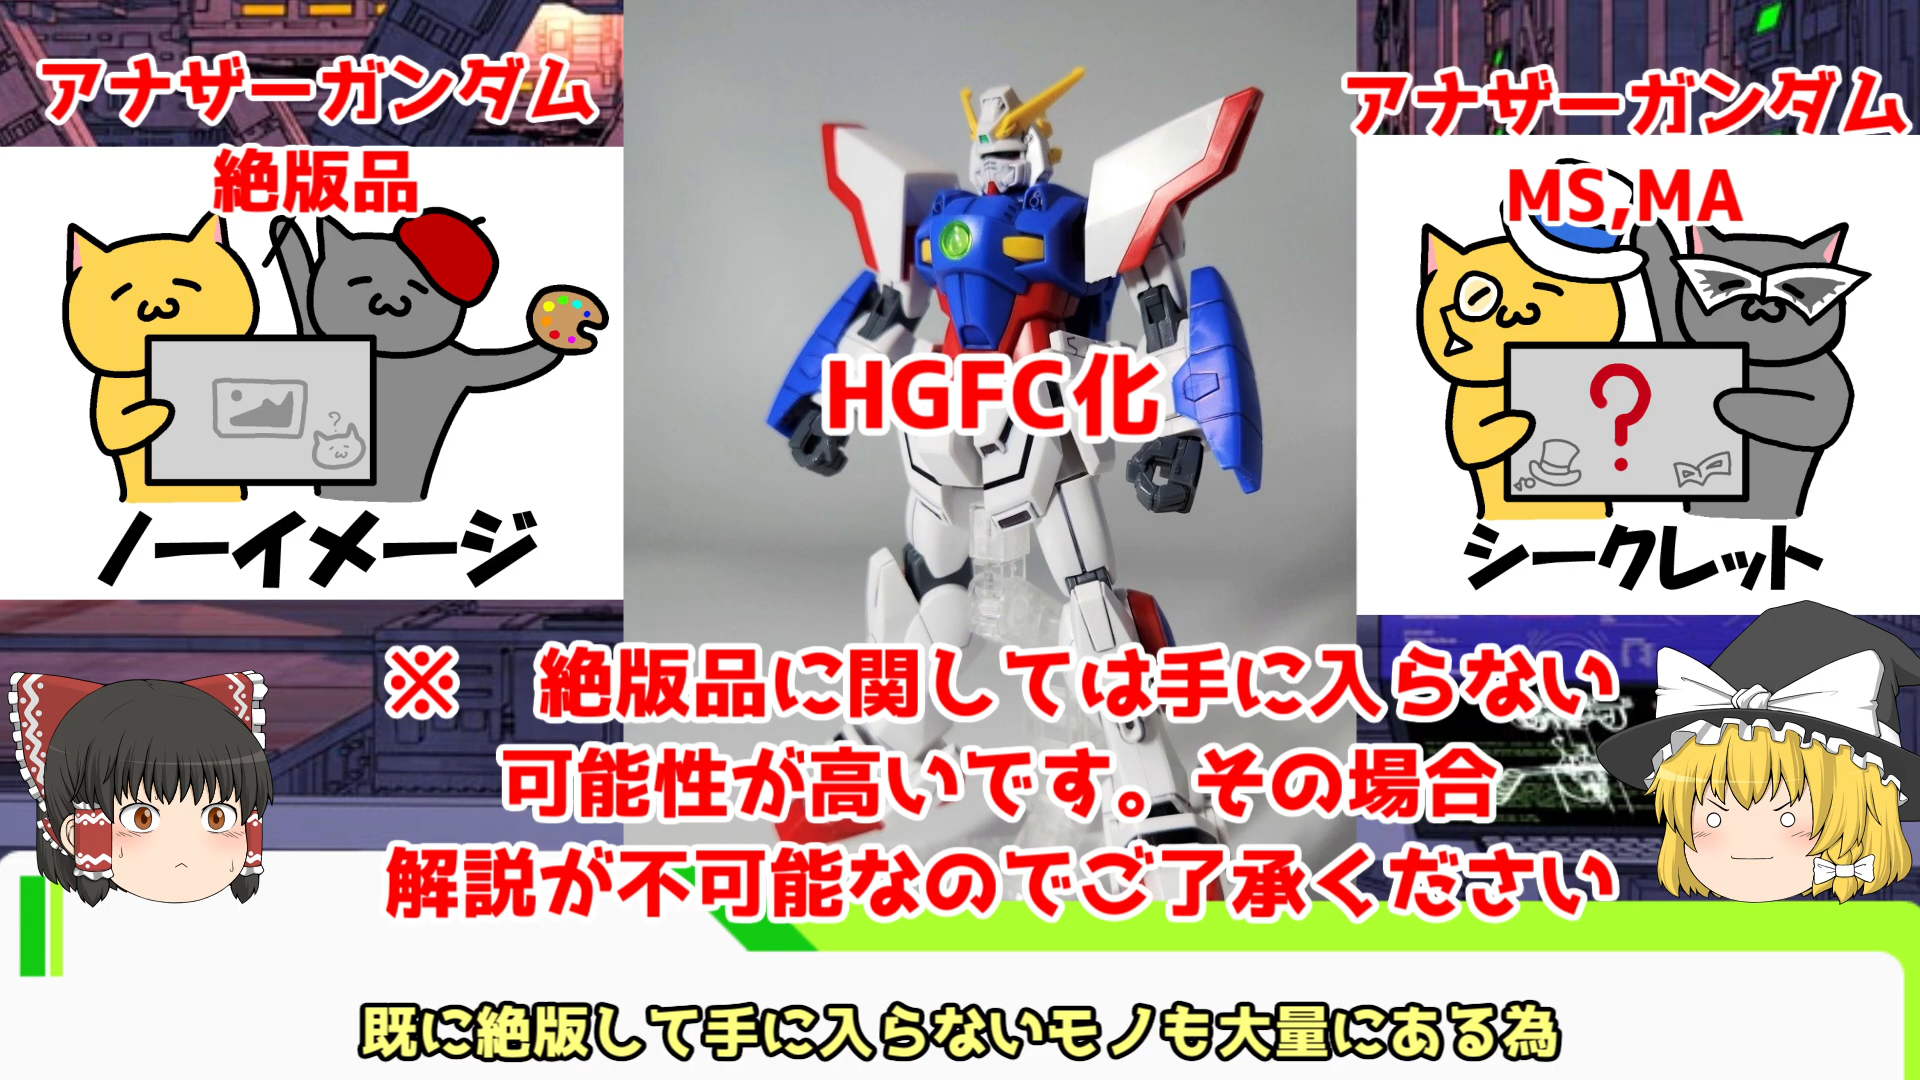 アナザーガンダム
絶版品
?
ノーイメージ
HGFC化
アナザーガンダム
MS,MA
?
シークレット
※ 絶版品に関しては手に入らない
可能性が高いです。その場合
解説が不可能なのでご了承ください
既に絶版して手に入らないモノも大量にある為